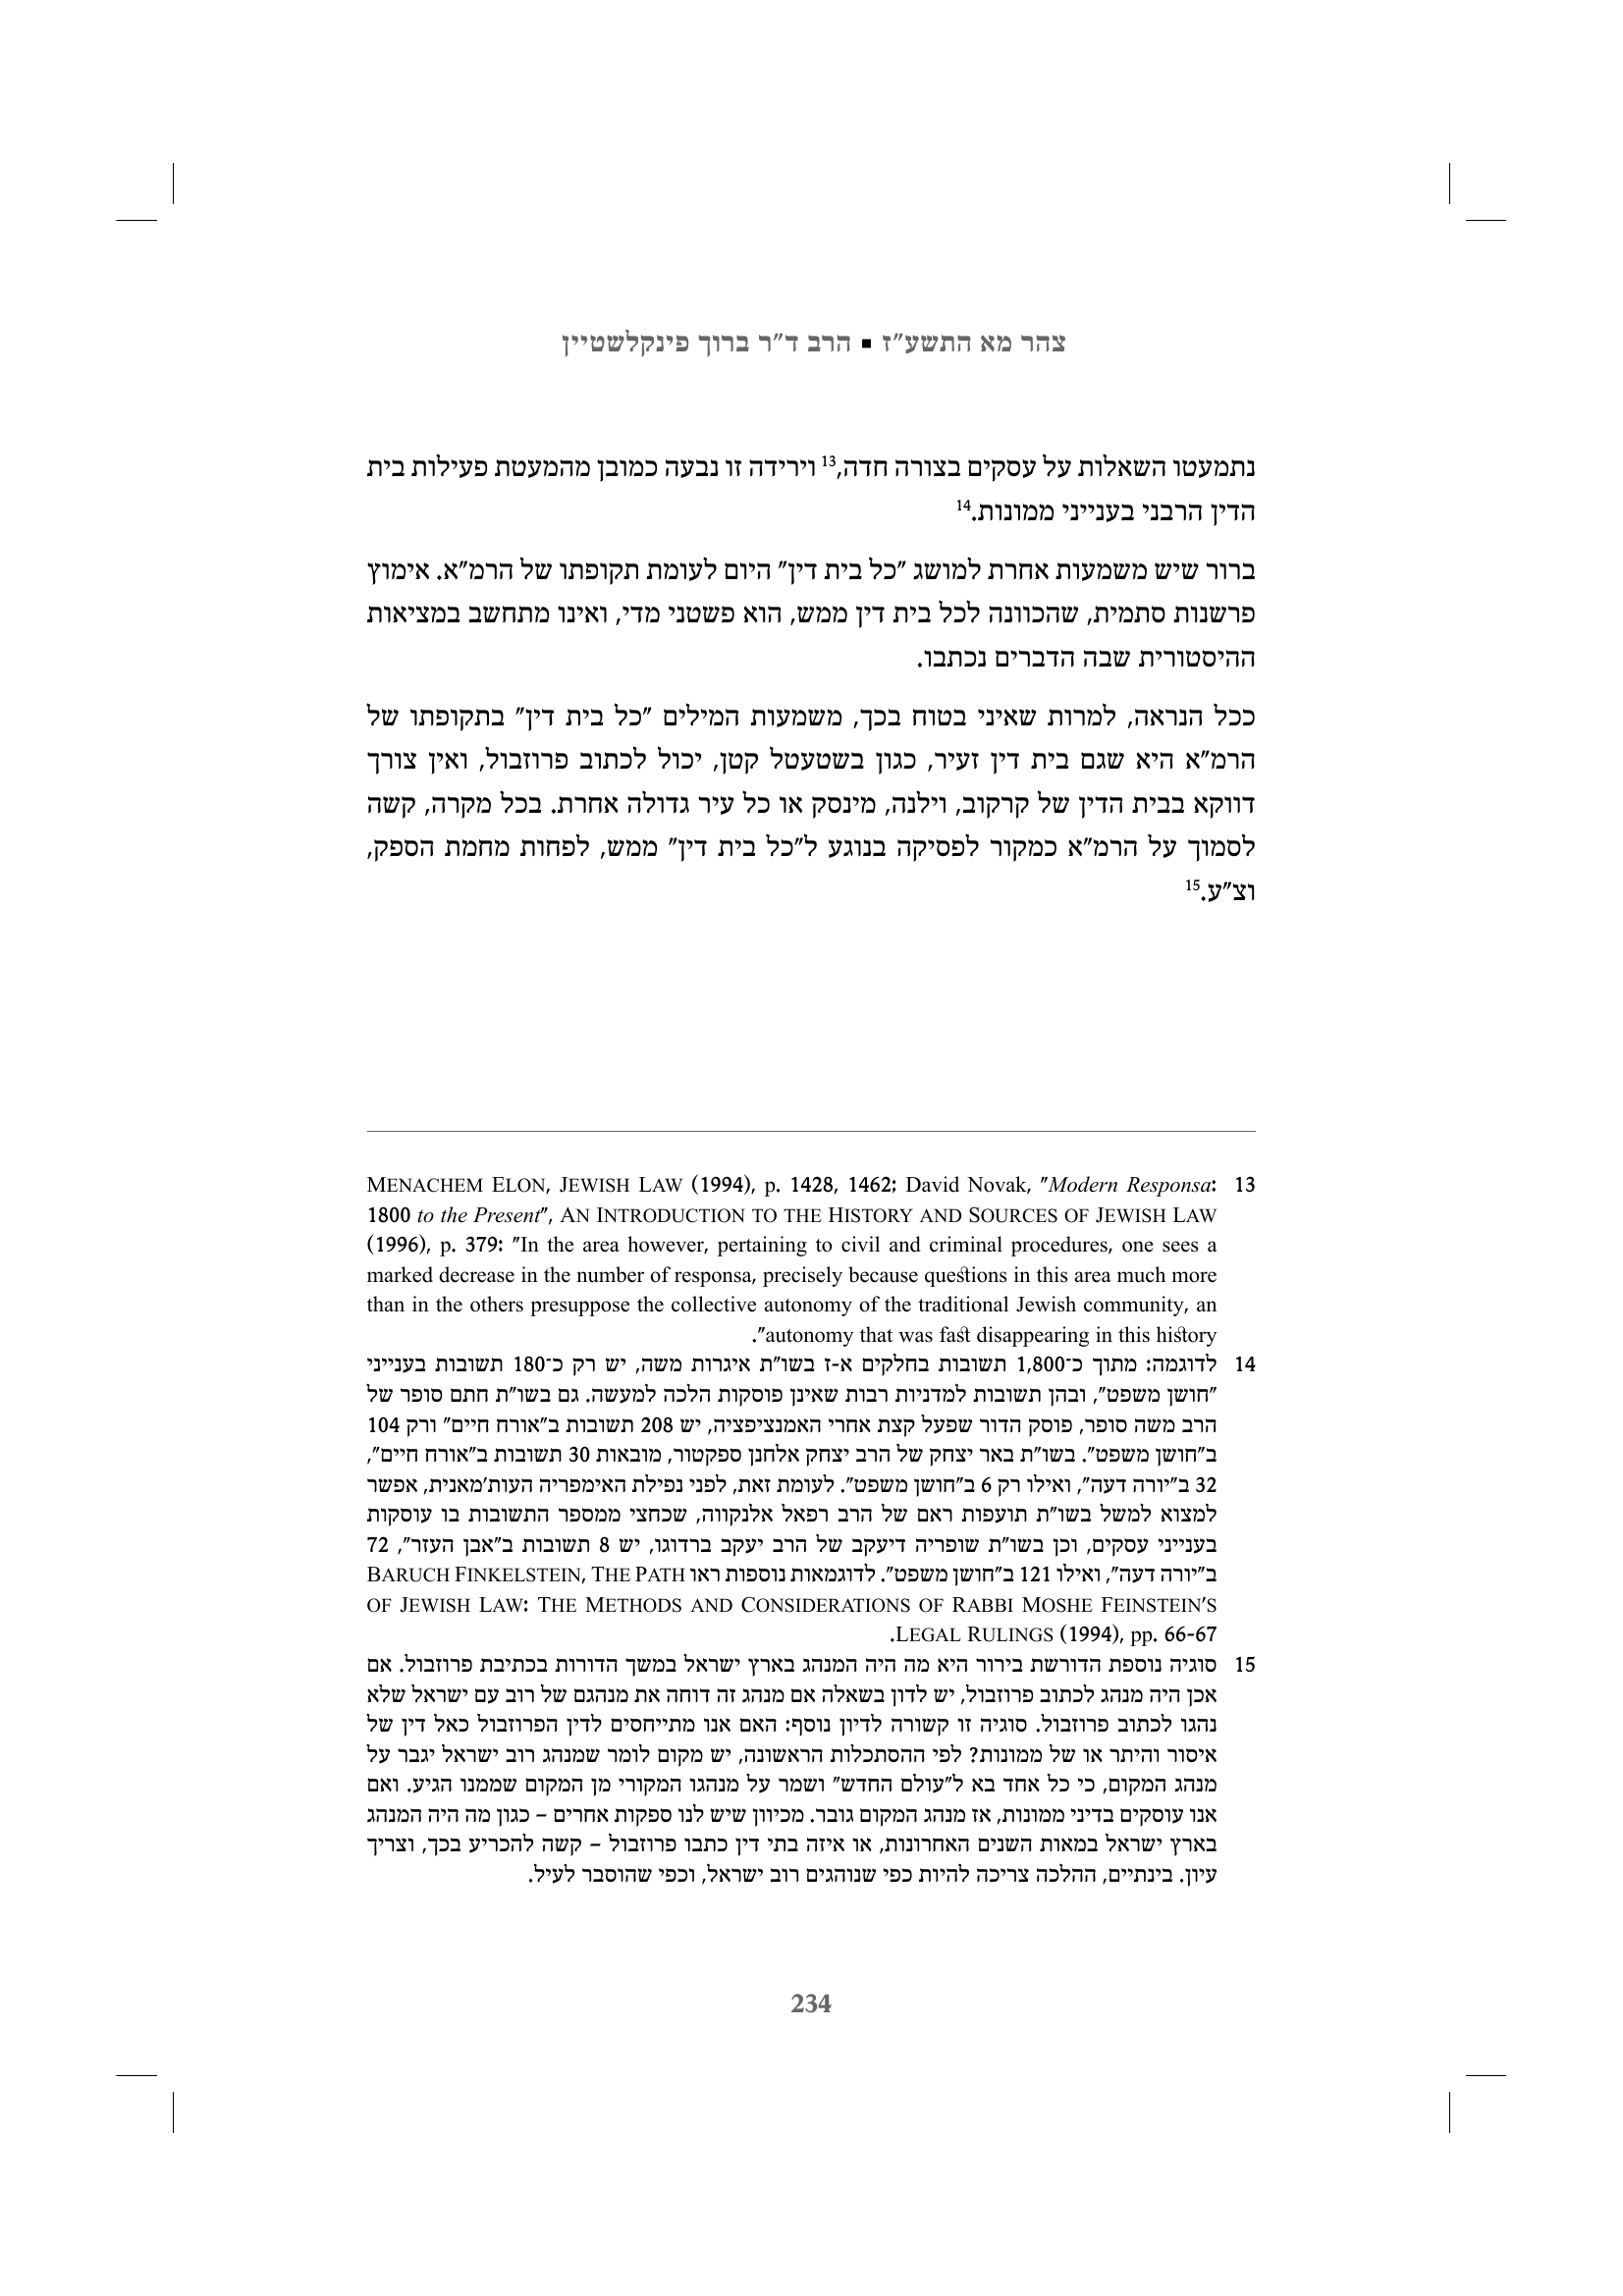 צהר מא התשע"ז ▪ הרב ד"ר ברוך פינקלשטיין
נתמעטו השאלות על עסקים בצורה חדה,13 וירידה זו נבעה כמובן מהמעטת פעילות בית
הדין הרבני בענייני ממונות.14
ברור שיש משמעות אחרת למושג "כל בית דין" היום לעומת תקופתו של הרמ"א. אימוץ
פרשנות סתמית, שהכוונה לכל בית דין ממש, הוא פשטני מדי, ואינו מתחשב במציאות
ההיסטורית שבה הדברים נכתבו.
ככל הנראה, למרות שאיני בטוח בכך, משמעות המילים "כל בית דין" בתקופתו של
הרמ"א היא שגם בית דין זעיר, כגון בשטעטל קטן, יכול לכתוב פרוזבול, ואין צורך
דווקא בבית הדין של קרקוב, וילנה, מינסק או כל עיר גדולה אחרת. בכל מקרה, קשה
לסמוך על הרמ"א כמקור לפסיקה בנוגע ל"כל בית דין" ממש, לפחות מחמת הספק,
וצ"ע.15
13 MENACHEM ELON, JEWISH LAW (1994), p. 1428, 1462; David Novak, "Modern Responsa:
1800 to the Present", AN INTRODUCTION TO THE HISTORY AND SOURCES OF JEWISH LAW
(1996), p. 379: "In the area however, pertaining to civil and criminal procedures, one sees a
marked decrease in the number of responsa, precisely because questions in this area much more
than in the others presuppose the collective autonomy of the traditional Jewish community, an
autonomy that was fast disappearing in this history".
14 לדוגמה: מתוך כ־1,800 תשובות בחלקים א-ז בשו"ת איגרות משה, יש רק כ־180 תשובות בענייני
"חושן משפט", ובהן תשובות למדניות רבות שאינן פוסקות הלכה למעשה. גם בשו"ת חתם סופר של
הרב משה סופר, פוסק הדור שפעל קצת אחרי האמנציפציה, יש 208 תשובות ב"אורח חיים" ורק 104
ב"חושן משפט". בשו"ת באר יצחק של הרב יצחק אלחנן ספקטור, מובאות 30 תשובות ב"אורח חיים",
32 ב"יורה דעה", ואילו רק 6 ב"חושן משפט". לעומת זאת, לפני נפילת האימפריה העות'מאנית, אפשר
למצוא למשל בשו"ת תועפות ראם של הרב רפאל אלנקווה, שכחצי ממספר התשובות בו עוסקות
בענייני עסקים, וכן בשו"ת שופריה דיעקב של הרב יעקב ברדוגו, יש 8 תשובות ב"אבן העזר", 72
ב"יורה דעה", ואילו 121 ב"חושן משפט". לדוגמאות נוספות ראו BARUCH FINKELSTEIN, THE PATH
OF JEWISH LAW: THE METHODS AND CONSIDERATIONS OF RABBI MOSHE FEINSTEIN'S
LEGAL RULINGS (1994), pp. 66-67.
15 סוגיה נוספת הדורשת בירור היא מה היה המנהג בארץ ישראל במשך הדורות בכתיבת פרוזבול. אם
אכן היה מנהג לכתוב פרוזבול, יש לדון בשאלה אם מנהג זה דוחה את מנהגם של רוב עם ישראל שלא
נהגו לכתוב פרוזבול. סוגיה זו קשורה לדיון נוסף: האם אנו מתייחסים לדין הפרוזבול כאל דין של
איסור והיתר או של ממונות? לפי ההסתכלות הראשונה, יש מקום לומר שמנהג רוב ישראל יגבר על
מנהג המקום, כי כל אחד בא ל"עולם החדש" ושמר על מנהגו המקורי מן המקום שממנו הגיע. ואם
אנו עוסקים בדיני ממונות, אז מנהג המקום גובר. מכיוון שיש לנו ספקות אחרים – כגון מה היה המנהג
בארץ ישראל במאות השנים האחרונות, או איזה בתי דין כתבו פרוזבול – קשה להכריע בכך, וצריך
עיון. בינתיים, ההלכה צריכה להיות כפי שנוהגים רוב ישראל, וכפי שהוסבר לעיל.
234